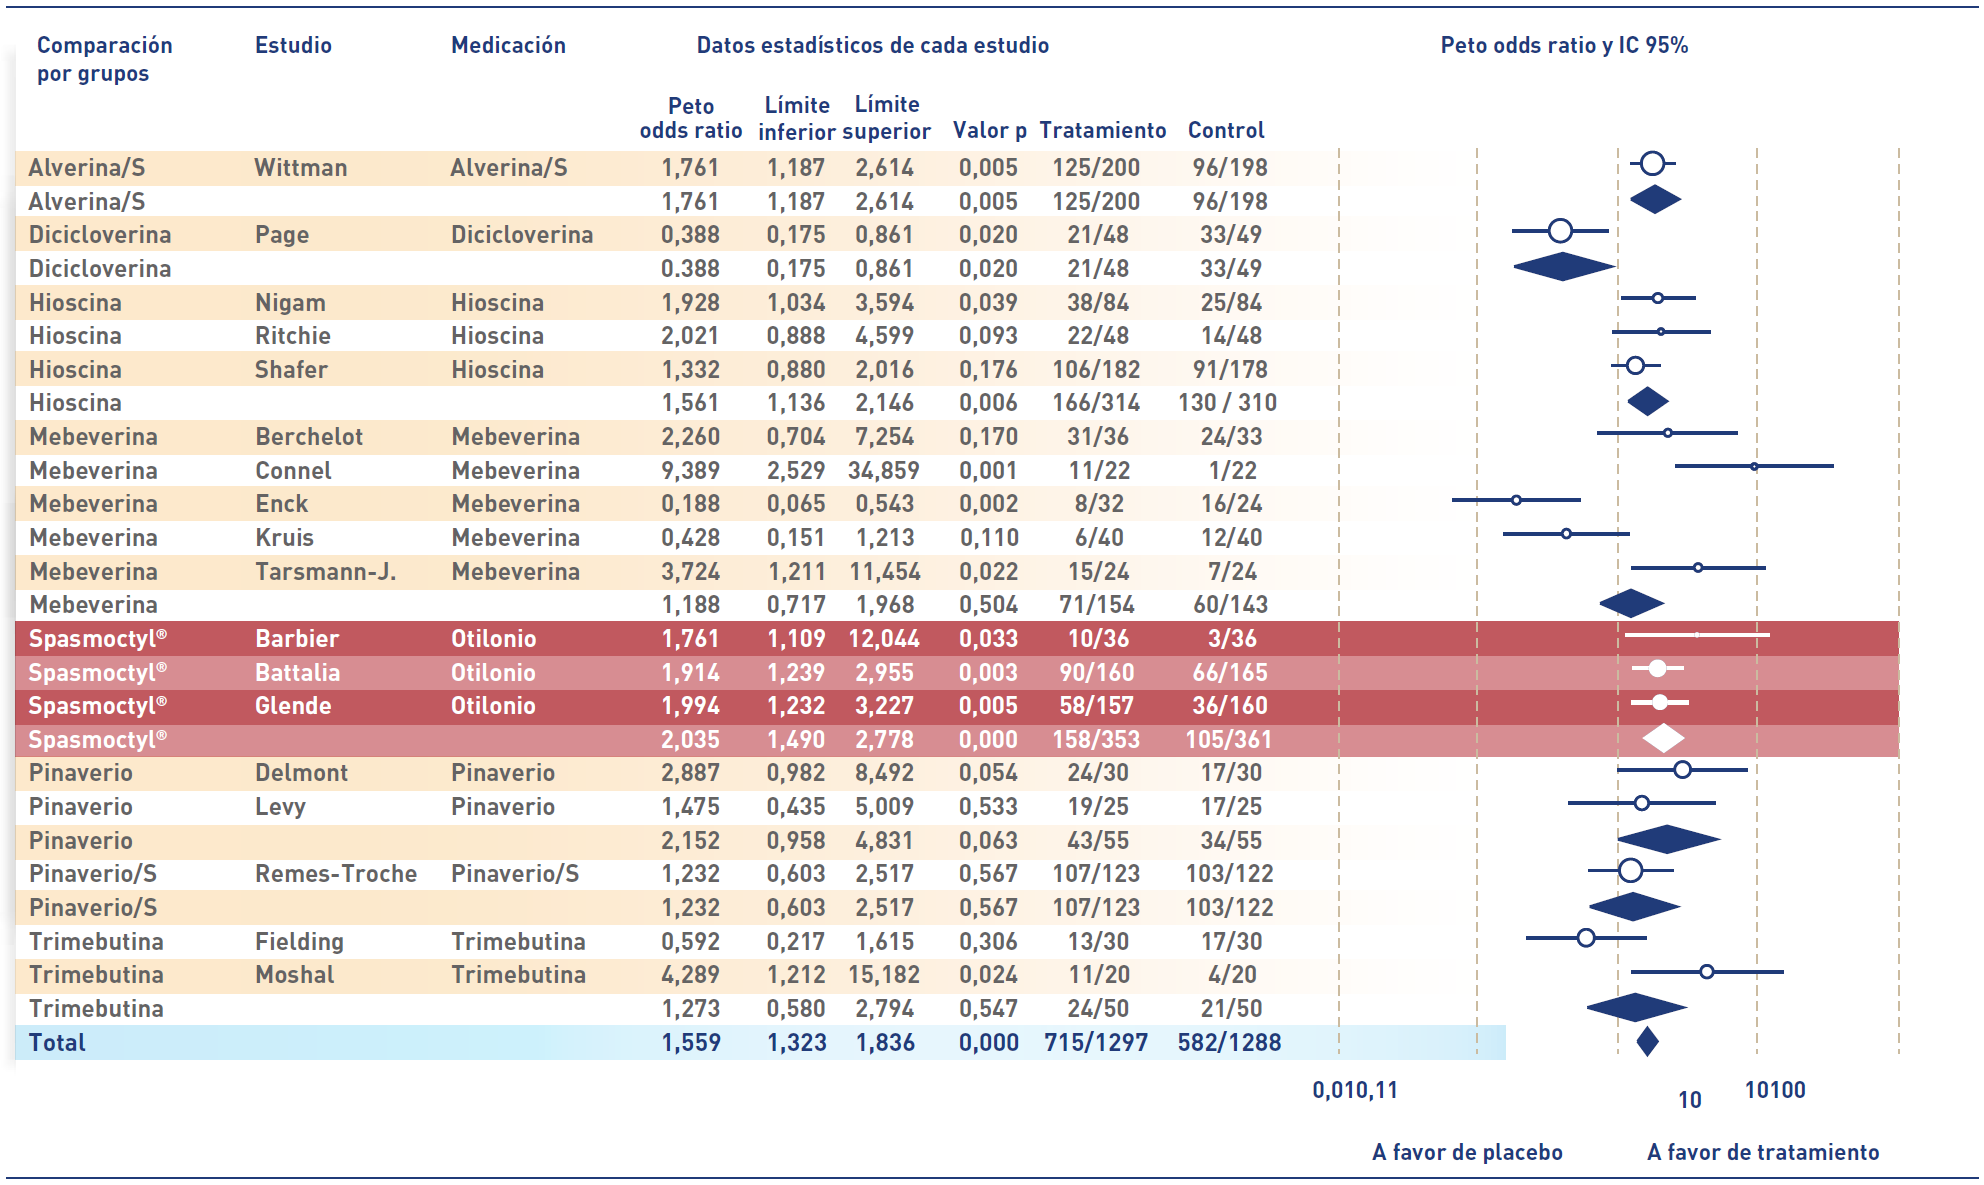 Comparación por grupos Estudio Medicación Datos estadísticos de cada estudio Peto odds ratio y IC 95%
Peto odds ratio Límite inferior Límite superior Valor p Tratamiento Control
Alverina/S Wittman Alverina/S 1,761 1,187 2,614 0,005 125/200 96/198
Alverina/S 1,761 1,187 2,614 0,005 125/200 96/198
Dicicloverina Page Dicicloverina 0,388 0,175 0,861 0,020 21/48 33/49
Dicicloverina 0.388 0,175 0,861 0,020 21/48 33/49
Hioscina Nigam Hioscina 1,928 1,034 3,594 0,039 38/84 25/84
Hioscina Ritchie Hioscina 2,021 0,888 4,599 0,093 22/48 14/48
Hioscina Shafer Hioscina 1,332 0,880 2,016 0,176 106/182 91/178
Hioscina 1,561 1,136 2,146 0,006 166/314 130 / 310
Mebeverina Berchelot Mebeverina 2,260 0,704 7,254 0,170 31/36 24/33
Mebeverina Connel Mebeverina 9,389 2,529 34,859 0,001 11/22 1/22
Mebeverina Enck Mebeverina 0,188 0,065 0,543 0,002 8/32 16/24
Mebeverina Kruis Mebeverina 0,428 0,151 1,213 0,110 6/40 12/40
Mebeverina Tarsmann-J. Mebeverina 3,724 1,211 11,454 0,022 15/24 7/24
Mebeverina 1,188 0,717 1,968 0,504 71/154 60/143
Spasmoctyl® Barbier Otilonio 1,761 1,109 12,044 0,033 10/36 3/36
Spasmoctyl® Battalia Otilonio 1,914 1,239 2,955 0,003 90/160 66/165
Spasmoctyl® Glende Otilonio 1,994 1,232 3,227 0,005 58/157 36/160
Spasmoctyl® 2,035 1,490 2,778 0,000 158/353 105/361
Pinaverio Delmont Pinaverio 2,887 0,982 8,492 0,054 24/30 17/30
Pinaverio Levy Pinaverio 1,475 0,435 5,009 0,533 19/25 17/25
Pinaverio 2,152 0,958 4,831 0,063 43/55 34/55
Pinaverio/S Remes-Troche Pinaverio/S 1,232 0,603 2,517 0,567 107/123 103/122
Pinaverio/S 1,232 0,603 2,517 0,567 107/123 103/122
Trimebutina Fielding Trimebutina 0,592 0,217 1,615 0,306 13/30 17/30
Trimebutina Moshal Trimebutina 4,289 1,212 15,182 0,024 11/20 4/20
Trimebutina 1,273 0,580 2,794 0,547 24/50 21/50
Total 1,559 1,323 1,836 0,000 715/1297 582/1288
0,010,11 10 10100
A favor de placebo A favor de tratamiento